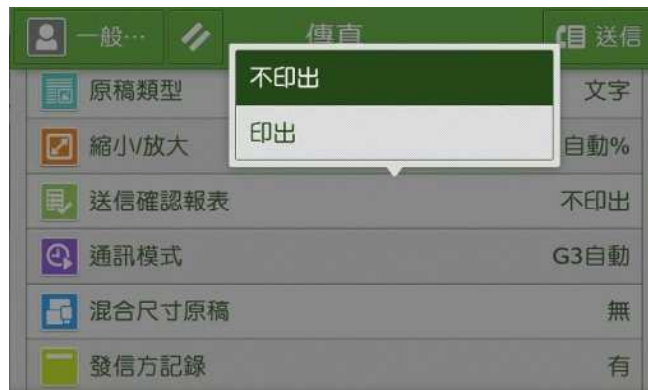 一般… 傳真 送信
不印出
印出
原稿類型 文字
縮小/放大 自動%
送信確認報表 不印出
通訊模式 G3自動
混合尺寸原稿 無
發信方記錄 有